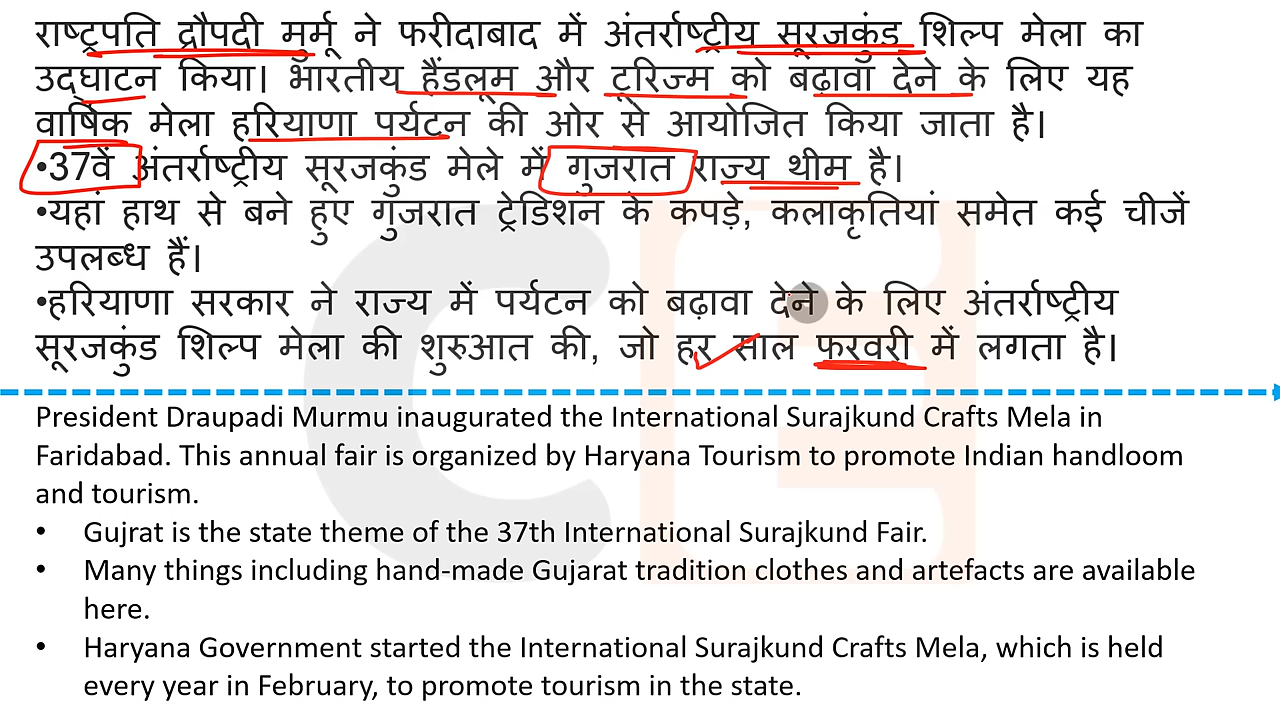 राष्ट्रपति द्रौपदी मुर्मू ने फरीदाबाद में अंतर्राष्ट्रीय सूरजकुंड शिल्प मेला का
उद्घाटन किया। भारतीय हैंडलूम और टूरिज्म को बढ़ावा देने के लिए यह
वार्षिक मेला हरियाणा पर्यटन की ओर से आयोजित किया जाता है।
•37वें अंतर्राष्ट्रीय सूरजकुंड मेले में गुजरात राज्य थीम है।
•यहां हाथ से बने हुए गुजरात ट्रेडिशन के कपड़े, कलाकृतियां समेत कई चीजें
उपलब्ध हैं।
•हरियाणा सरकार ने राज्य में पर्यटन को बढ़ावा देने के लिए अंतर्राष्ट्रीय
सूरजकुंड शिल्प मेला की शुरुआत की, जो हर साल फरवरी में लगता है।
President Draupadi Murmu inaugurated the International Surajkund Crafts Mela in
Faridabad. This annual fair is organized by Haryana Tourism to promote Indian handloom
and tourism.
• Gujrat is the state theme of the 37th International Surajkund Fair.
• Many things including hand-made Gujarat tradition clothes and artefacts are available
here.
• Haryana Government started the International Surajkund Crafts Mela, which is held
every year in February, to promote tourism in the state.